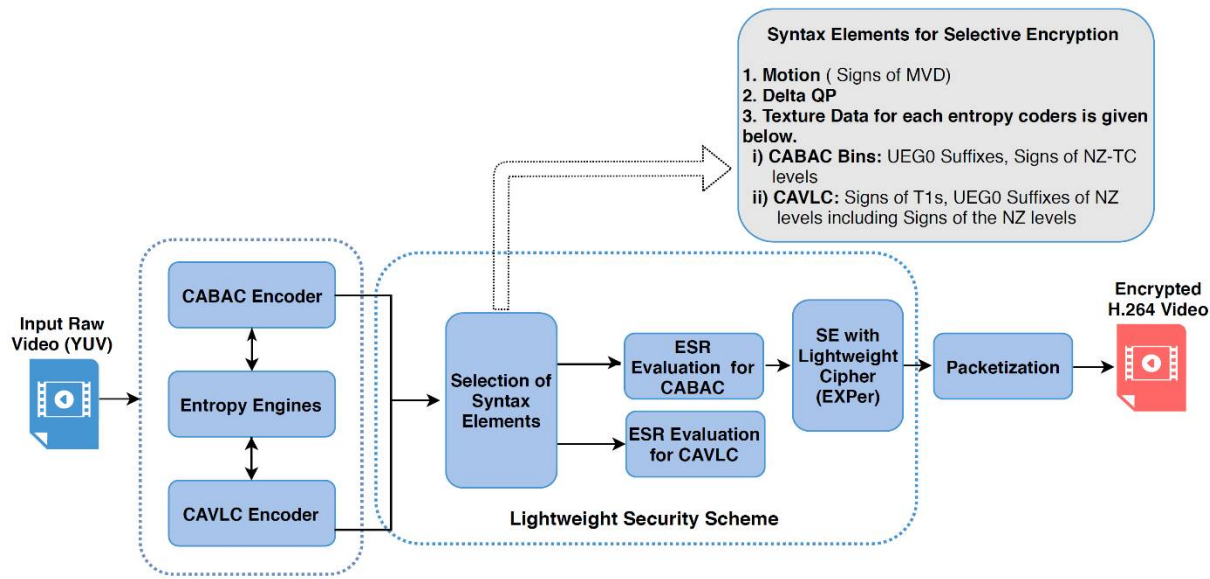 Syntax Elements for Selective Encryption
1. Motion ( Signs of MVD)
2. Delta QP
3. Texture Data for each entropy coders is given
below.
i) CABAC Bins: UEG0 Suffixes, Signs of NZ-TC
levels
ii) CAVLC: Signs of T1s, UEG0 Suffixes of NZ
levels including Signs of the NZ levels
Input Raw
Video (YUV)
CABAC Encoder
Entropy Engines
CAVLC Encoder
Selection of
Syntax
Elements
ESR
Evaluation for
CABAC
ESR Evaluation
for CAVLC
SE with
Lightweight
Cipher
(EXPer)
Lightweight Security Scheme
Packetization
Encrypted
H.264 Video